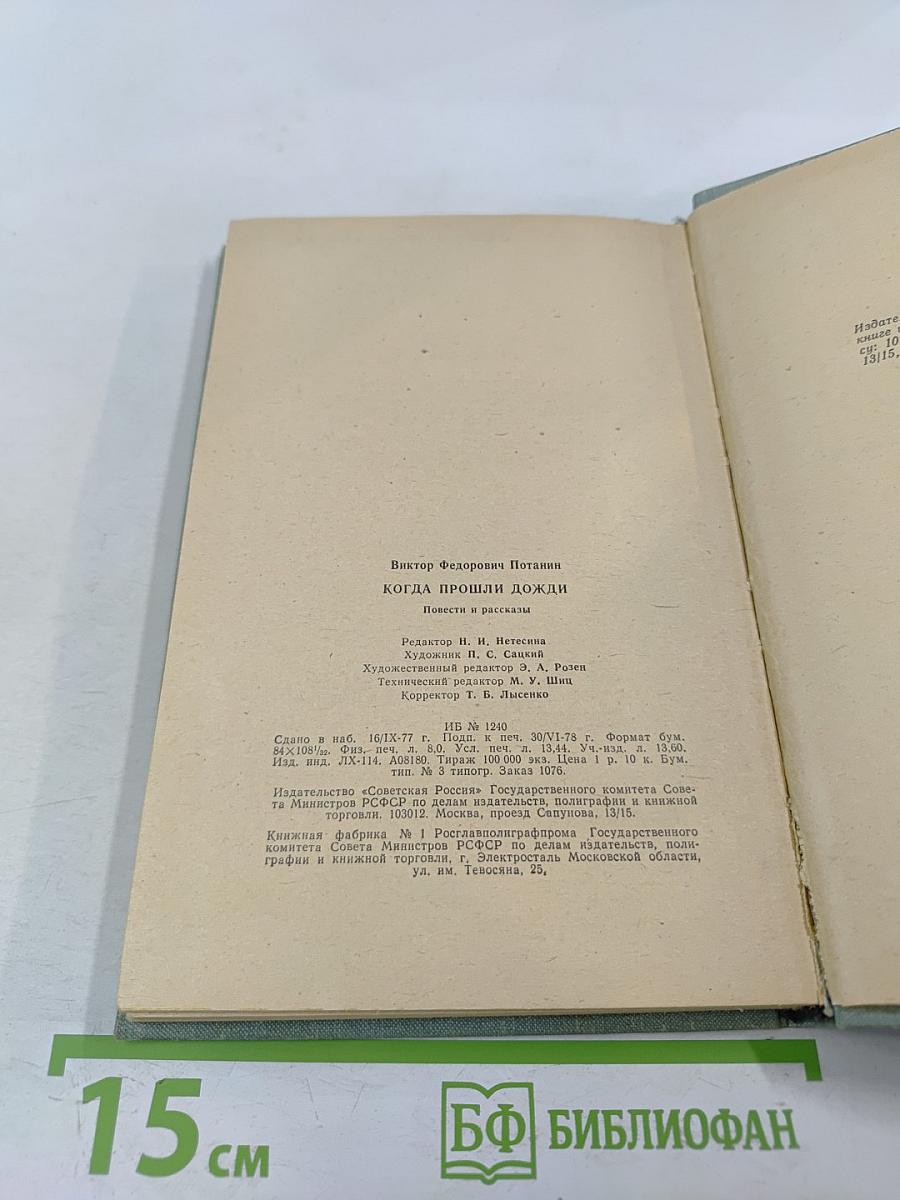 Виктор Федорович Потанин
КОГДА ПРОШЛИ ДОЖДИ
Повести и рассказы
Редактор Н. И. Нетесина
Художник П. С. Сацкий
Художественный редактор Э. А. Розен
Технический редактор М. У. Шиц
Корректор Т. Б. Лысенко
ИБ № 1240
Сдано в наб. 16/IX-77 г. Подп. к печ. 30/VI-78 г. Формат бум.
84×108¹/₃₂. Физ. печ. л. 8,0. Усл. печ. л. 13,44. Уч.-изд. л. 13,60.
Изд. инд. ЛХ-114. А08180. Тираж 100 000 экз. Цена 1 р. 10 к. Бум.
тип. № 3 типогр. Заказ 1076.
Издательство «Советская Россия» Государственного комитета Сове-
та Министров РСФСР по делам издательств, полиграфии и книжной
торговли. 103012. Москва, проезд Сапунова, 13/15.
Книжная фабрика № 1 Росглавполиграфпрома Государственного
комитета Совета Министров РСФСР по делам издательств, поли-
графии и книжной торговли, г. Электросталь Московской области,
ул. им. Тевосяна, 25.
Издате
книге
су: 10
13/15,
15 см
БФ БИБЛИОФАН